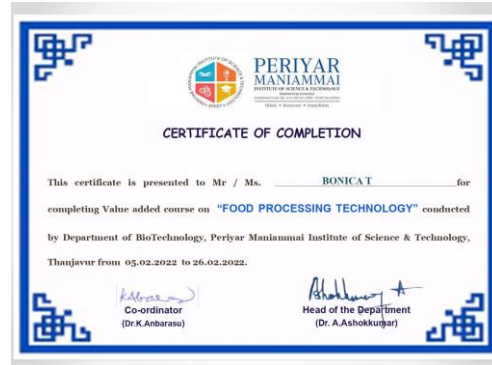 PERIYAR
MANIAMMAI
INSTITUTE OF SCIENCE & TECHNOLOGY
CERTIFICATE OF COMPLETION
This certificate is presented to Mr / Ms. BONICA T for
completing Value added course on "FOOD PROCESSING TECHNOLOGY" conducted
by Department of BioTechnology, Periyar Maniammai Institute of Science & Technology,
Thanjavur from 05.02.2022 to 26.02.2022.
Co-ordinator
(Dr.K.Anbarasu)
Head of the Department
(Dr. A.Ashokkumar)